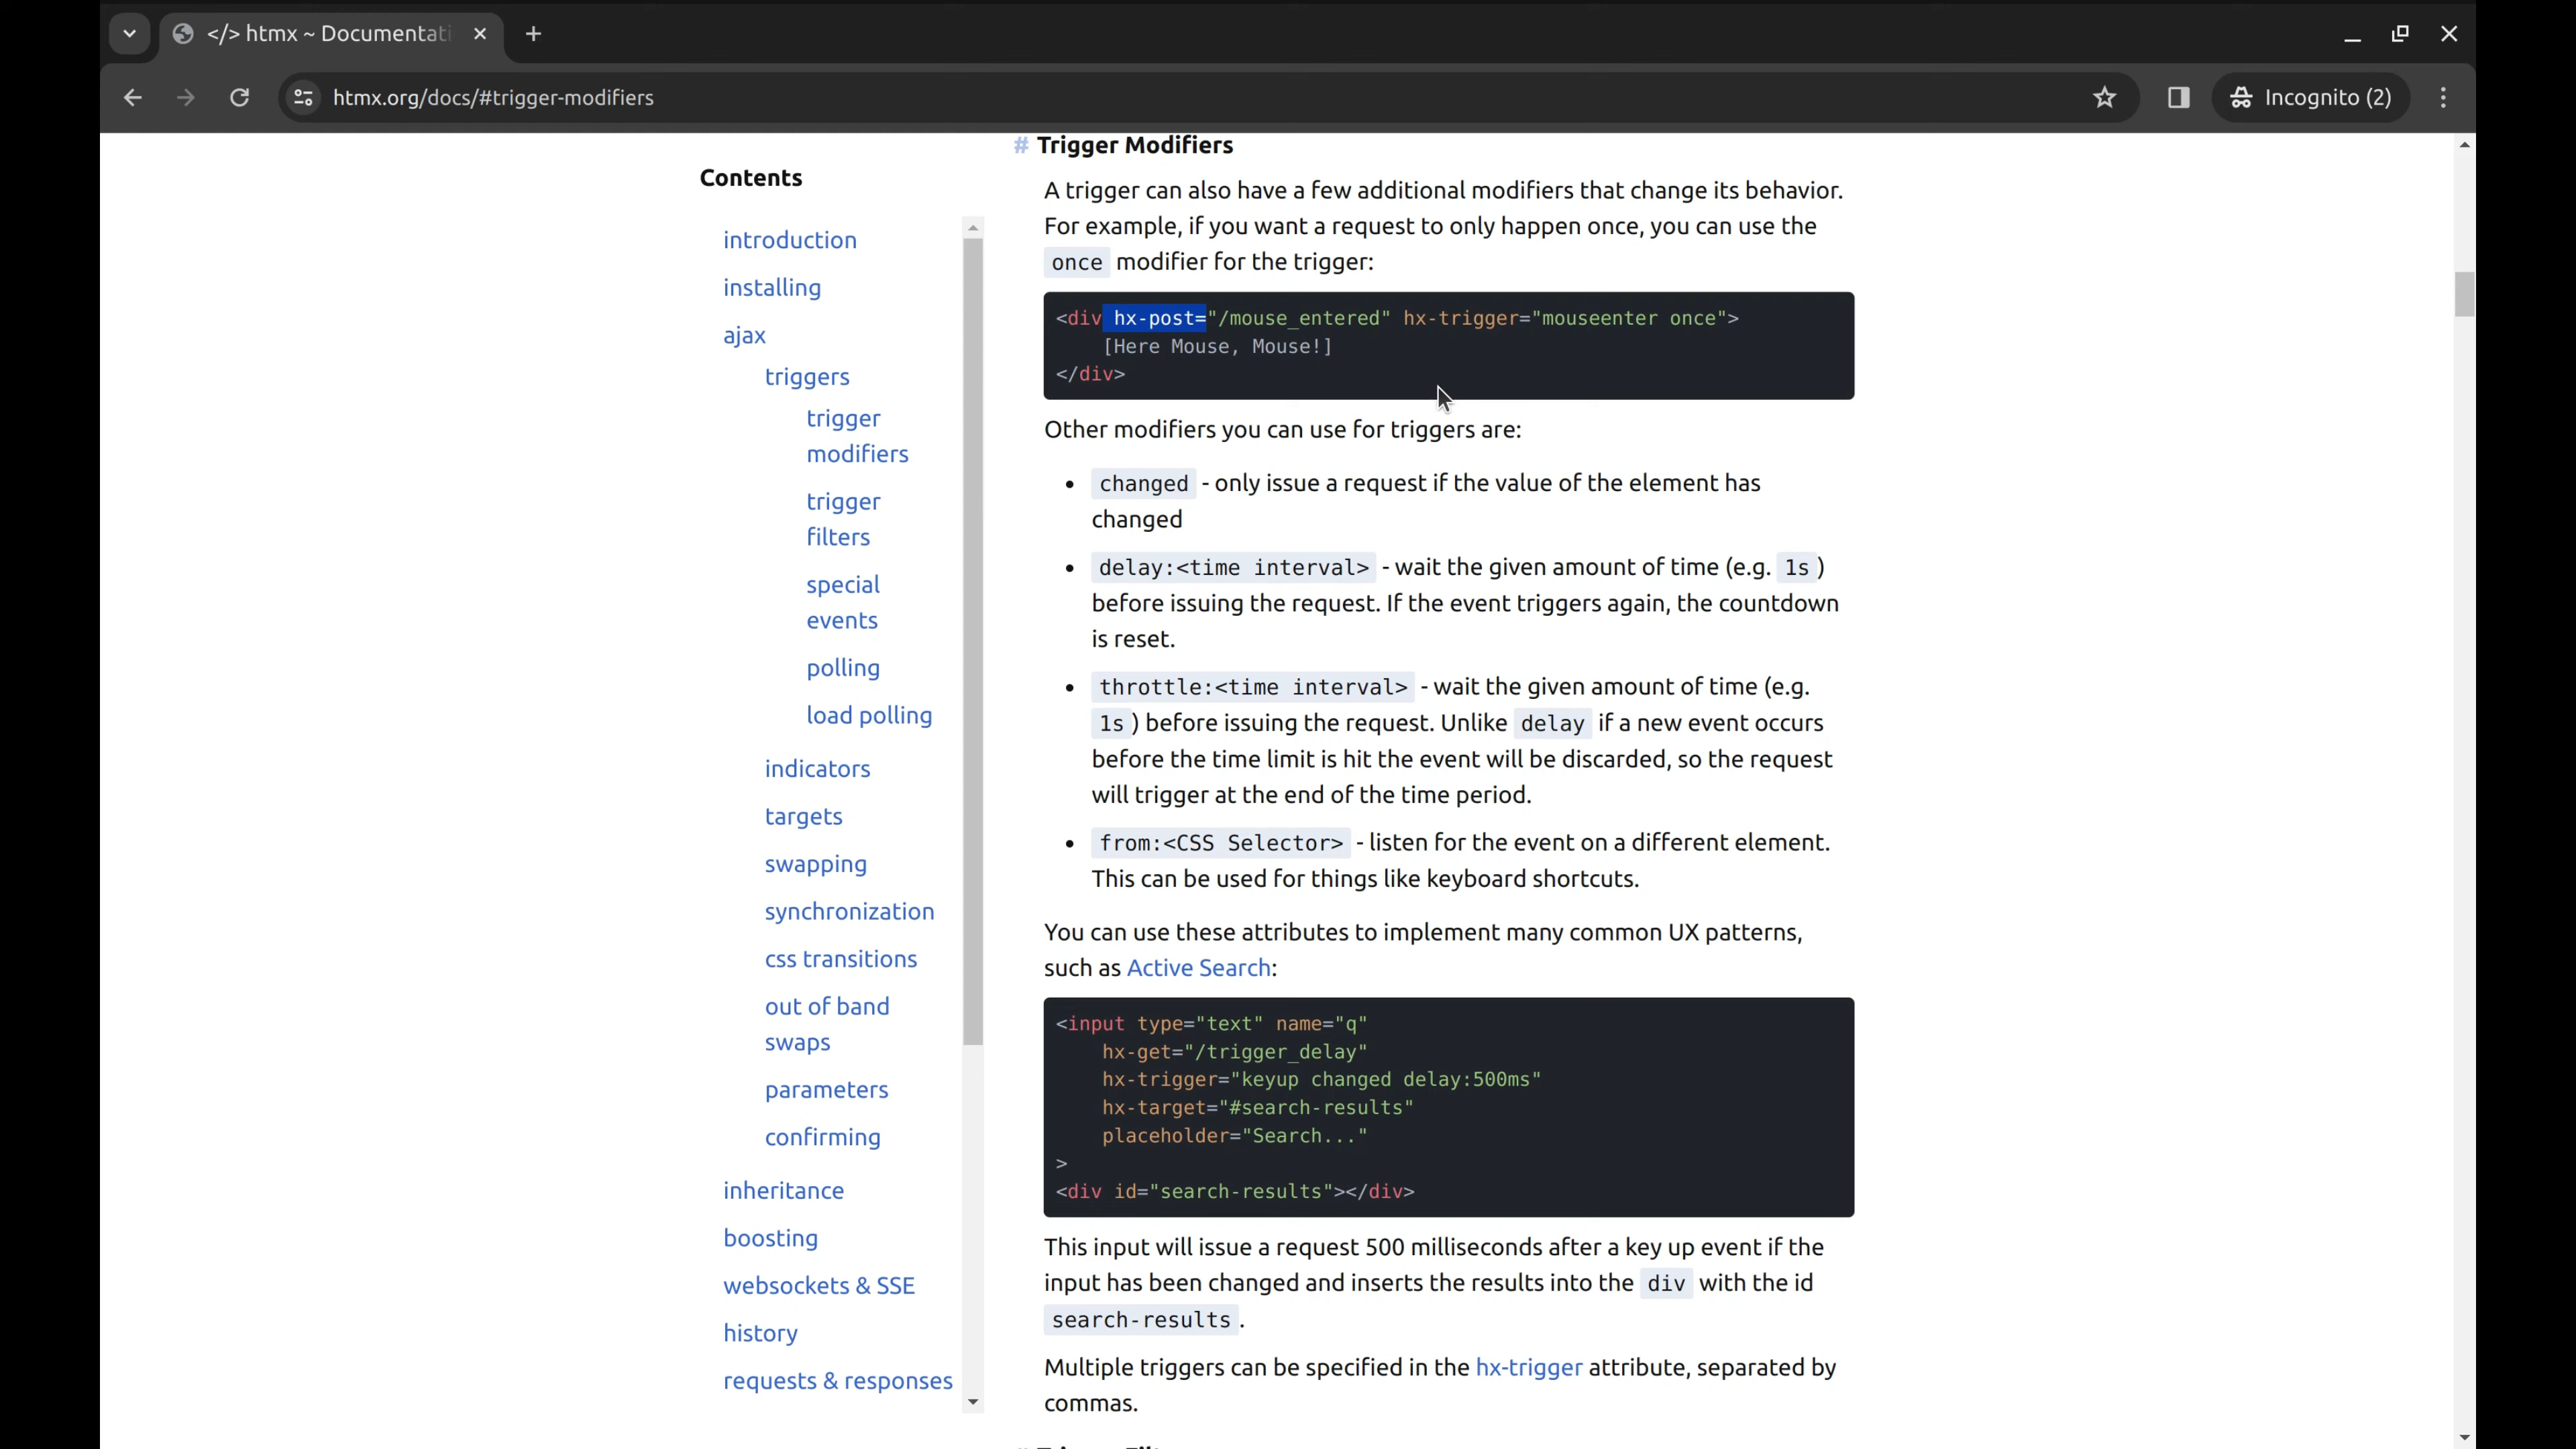 </> htmx ~ Documentati
htmx.org/docs/#trigger-modifiers
Incognito (2)
Contents
introduction
installing
ajax
triggers
trigger
modifiers
trigger
filters
special
events
polling
load polling
indicators
targets
swapping
synchronization
css transitions
out of band
swaps
parameters
confirming
inheritance
boosting
websockets & SSE
history
requests & responses
# Trigger Modifiers
A trigger can also have a few additional modifiers that change its behavior.
For example, if you want a request to only happen once, you can use the
once modifier for the trigger:
<div hx-post="/mouse_entered" hx-trigger="mouseenter once">
[Here Mouse, Mouse!]
</div>
Other modifiers you can use for triggers are:
• changed - only issue a request if the value of the element has
changed
• delay:<time interval> - wait the given amount of time (e.g. 1s)
before issuing the request. If the event triggers again, the countdown
is reset.
• throttle:<time interval> - wait the given amount of time (e.g.
1s) before issuing the request. Unlike delay if a new event occurs
before the time limit is hit the event will be discarded, so the request
will trigger at the end of the time period.
• from:<CSS Selector> - listen for the event on a different element.
This can be used for things like keyboard shortcuts.
You can use these attributes to implement many common UX patterns,
such as Active Search:
<input type="text" name="q"
hx-get="/trigger_delay"
hx-trigger="keyup changed delay:500ms"
hx-target="#search-results"
placeholder="Search..."
>
<div id="search-results"></div>
This input will issue a request 500 milliseconds after a key up event if the
input has been changed and inserts the results into the div with the id
search-results.
Multiple triggers can be specified in the hx-trigger attribute, separated by
commas.